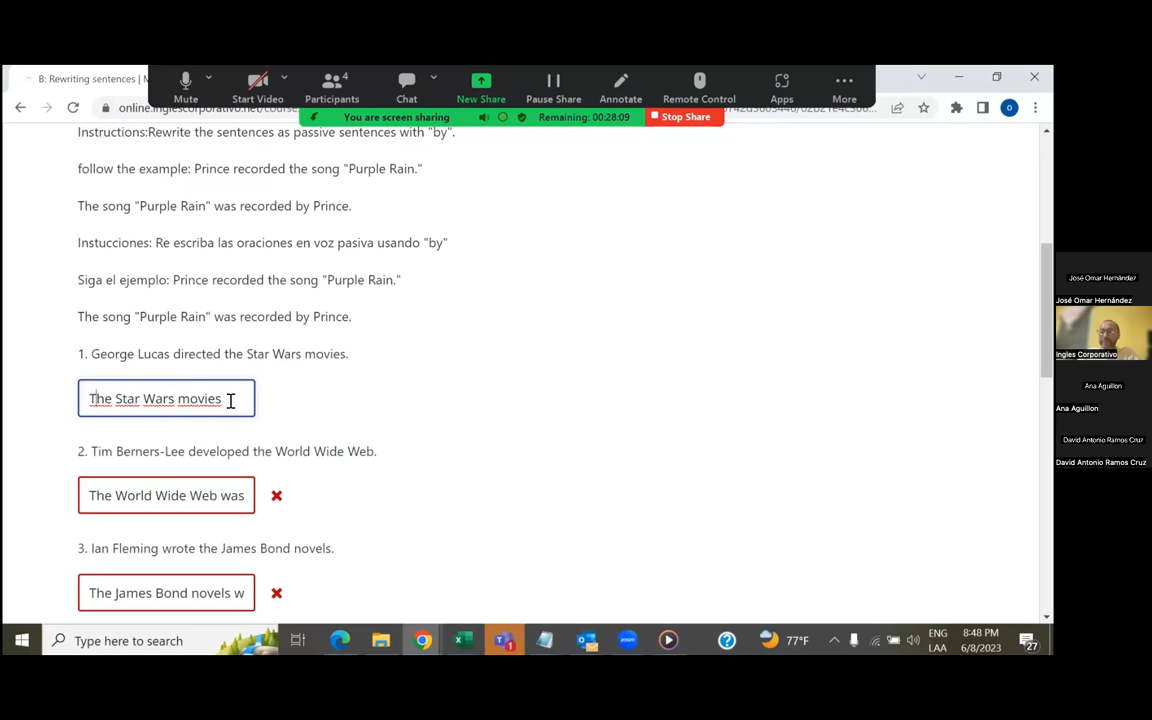 B: Rewriting sentences | M
Mute
Start Video
Participants
4
Chat
New Share
Pause Share
Annotate
Remote Control
Apps
More
online.inglescorporativo.net/cours
You are screen sharing
Remaining: 00:28:09
Stop Share
Instructions:Rewrite the sentences as passive sentences with "by".
follow the example: Prince recorded the song "Purple Rain."
The song "Purple Rain" was recorded by Prince.
Instucciones: Re escriba las oraciones en voz pasiva usando "by"
Siga el ejemplo: Prince recorded the song "Purple Rain."
The song "Purple Rain" was recorded by Prince.
1. George Lucas directed the Star Wars movies.
The Star Wars movies
2. Tim Berners-Lee developed the World Wide Web.
The World Wide Web was
3. Ian Fleming wrote the James Bond novels.
The James Bond novels w
José Omar Hernández
José Omar Hernández
Ingles Corporativo
Ana Aguillon
Ana Aguillon
David Antonio Ramos Cruz
David Antonio Ramos Cruz
Type here to search
zoom
77°F
ENG
LAA
8:48 PM
6/8/2023
27